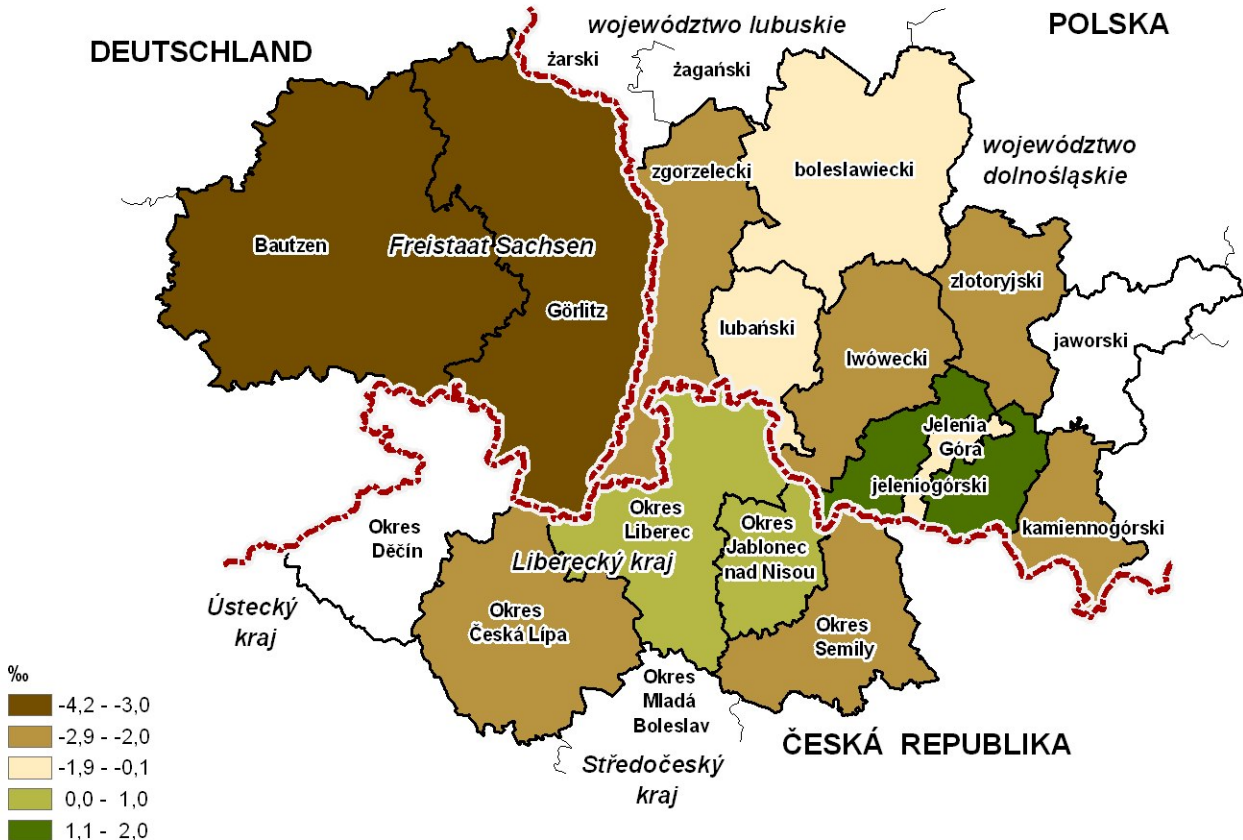 województwo lubuskie
POLSKA
DEUTSCHLAND
żarski
żagański
województwo
dolnośląskie
zgorzelecki
boleslawiecki
Bautzen
Freistaat Sachsen
zlotoryjski
Görlitz
lubański
lwówecki
jaworski
Jelenia
Góra
jeleniogórski
Okres
Liberec
Okres
Jablonec
nad Nisou
kamiennogórski
Okres
Děčín
Liberecký kraj
Ústecký
kraj
Okres
Česká Lípa
Okres
Semily
Okres
Mladá
Boleslav
ČESKÁ REPUBLIKA
Středočeský
kraj
‰
-4,2 - -3,0
-2,9 - -2,0
-1,9 - -0,1
0,0 - 1,0
1,1 - 2,0